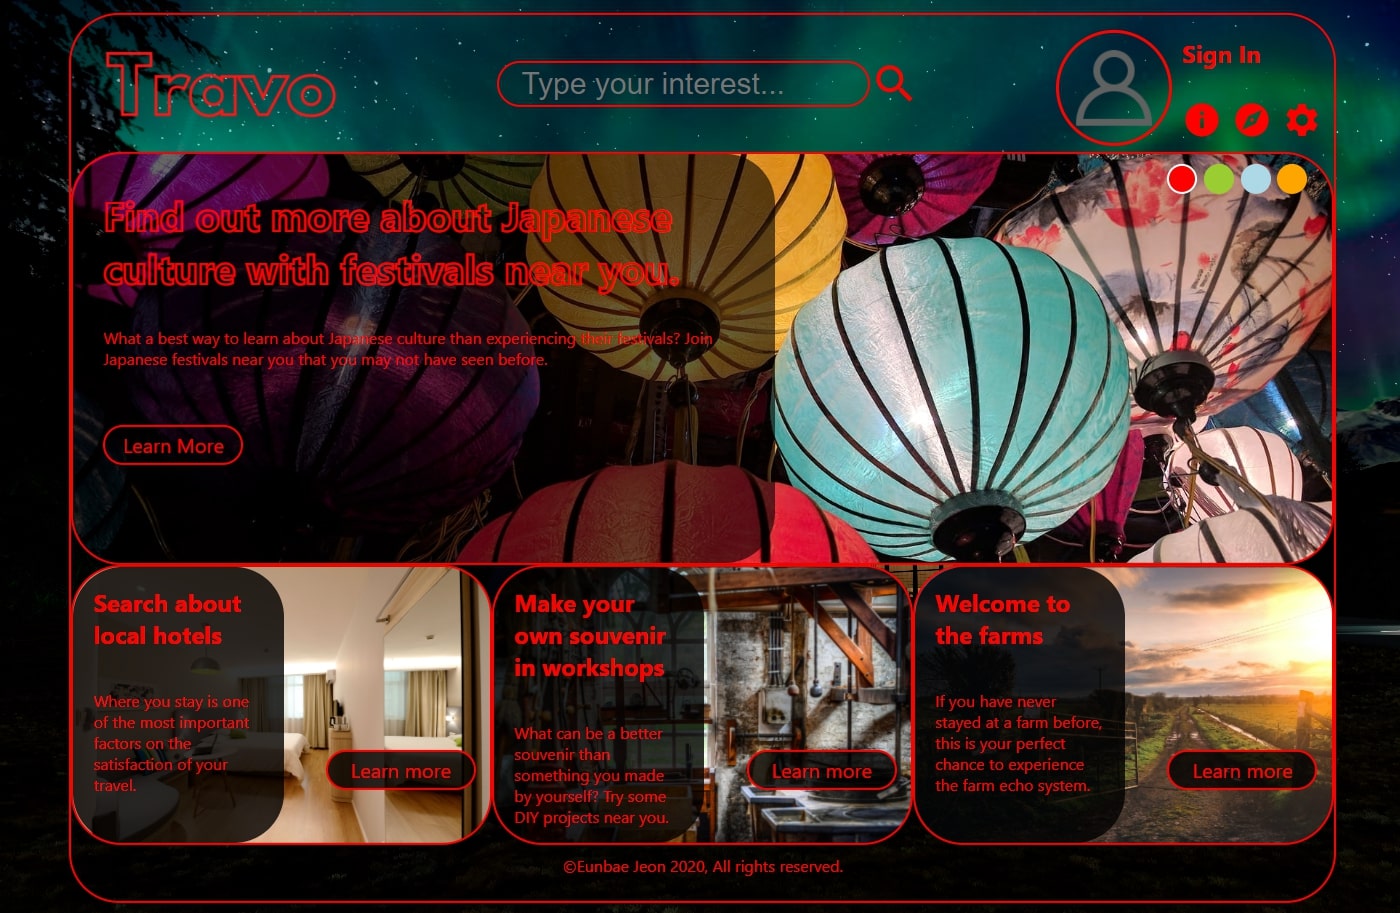 Travo
Type your interest...
Sign In
Find out more about Japanese
culture with festivals near you.
What a best way to learn about Japanese culture than experiencing their festivals? Join
Japanese festivals near you that you may not have seen before.
Learn More
Search about
local hotels
Where you stay is one
of the most important
factors on the
satisfaction of your
travel.
Learn more
Make your
own souvenir
in workshops
What can be a better
souvenir than
something you made
by yourself? Try some
DIY projects near you.
Learn more
Welcome to
the farms
If you have never
stayed at a farm before,
this is your perfect
chance to experience
the farm echo system.
Learn more
©Eunbae Jeon 2020, All rights reserved.